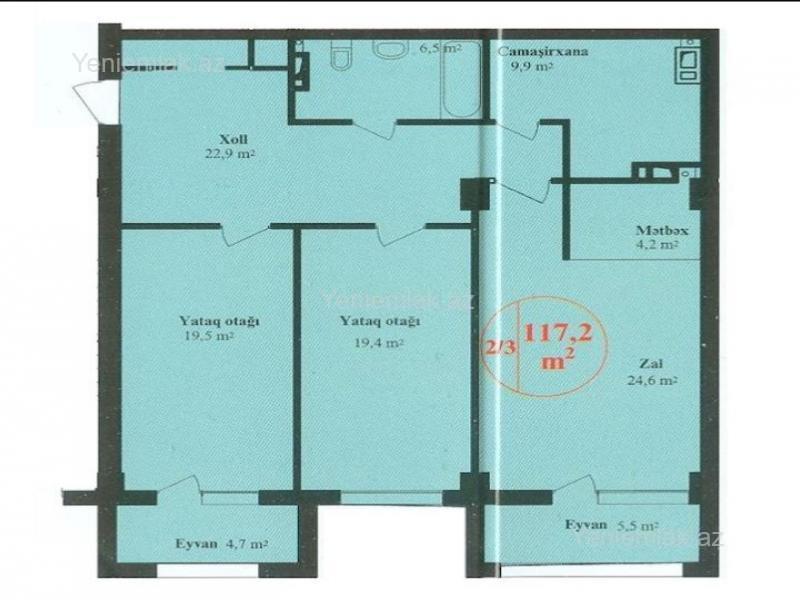 Yeniemlak.az
6,5 m²
Camaşirxana
9,9 m²
Xoll
22,9 m²
Mətbəx
4,2 m²
Yeniemlak.az
Yataq otağı
19,5 m²
Yataq otağı
19,4 m²
2/3
117,2
m²
Zal
24,6 m²
Eyvan 4,7 m²
Eyvan 5,5 m²
Yeniemlak.az